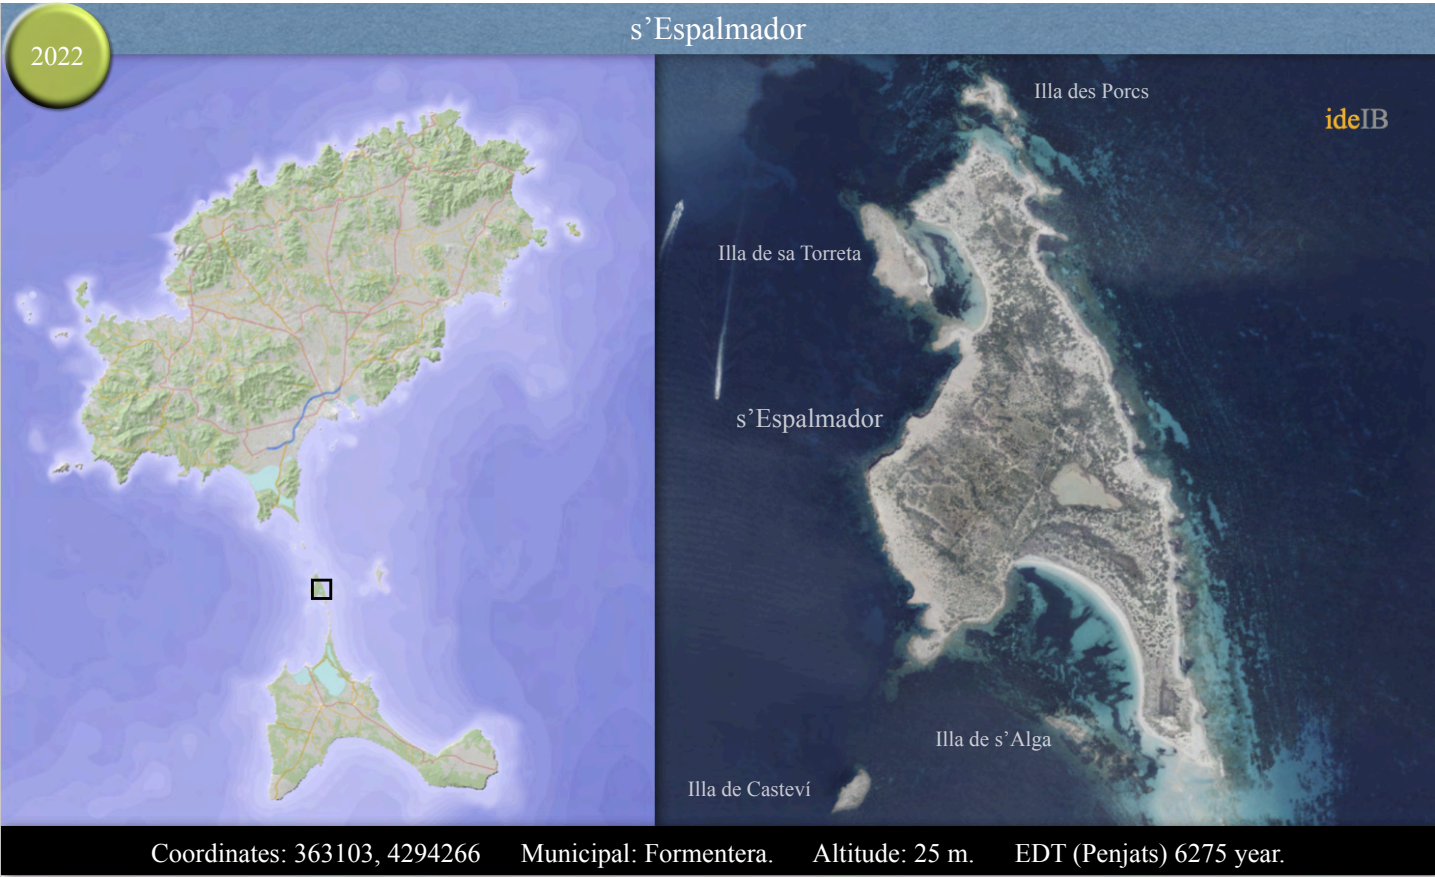 s’Espalmador
2022
Illa des Porcs
ideIB
Illa de sa Torreta
s’Espalmador
Illa de s’Alga
Illa de Casteví
Coordinates: 363103, 4294266 Municipal: Formentera. Altitude: 25 m. EDT (Penjats) 6275 year.